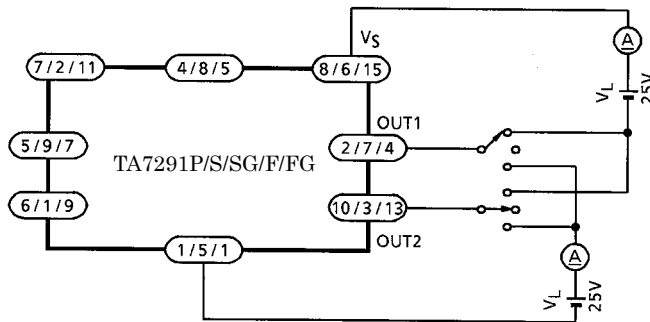 VS
A
7/2/11
4/8/5
8/6/15
VL
25V
OUT1
5/9/7
2/7/4
TA7291P/S/SG/F/FG
6/1/9
10/3/13
1/5/1
OUT2
A
VL
25V